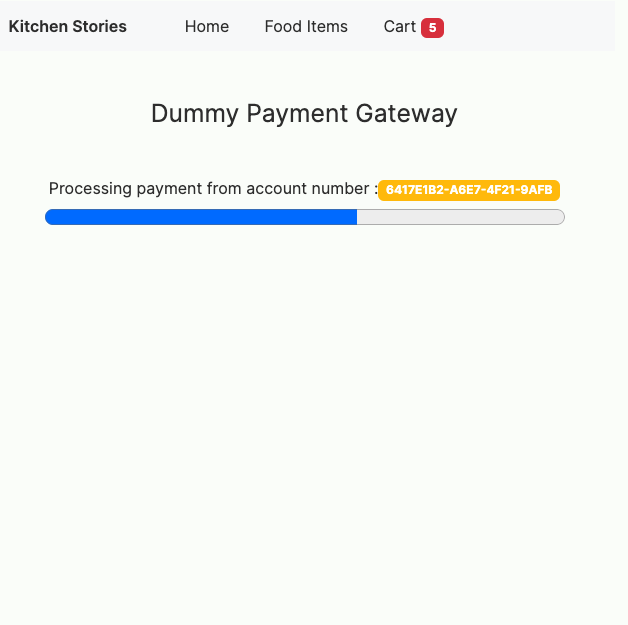 Kitchen Stories Home Food Items Cart 5
Dummy Payment Gateway
Processing payment from account number :6417E1B2-A6E7-4F21-9AFB